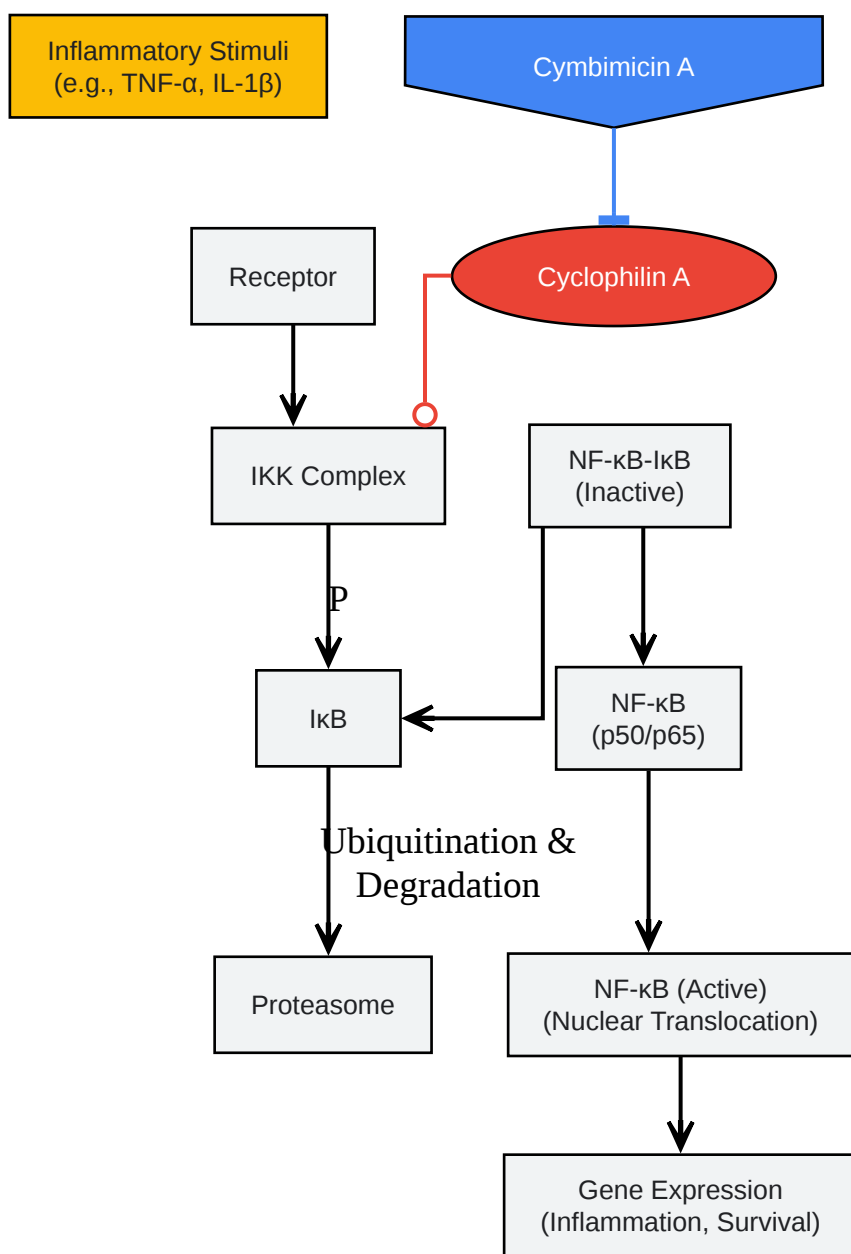 Inflammatory Stimuli
(e.g., TNF-α, IL-1β)
Cymbimicin A
Receptor
Cyclophilin A
IKK Complex
NF-κB-IκB
(Inactive)
P
IκB
NF-κB
(p50/p65)
Ubiquitination &
Degradation
Proteasome
NF-κB (Active)
(Nuclear Translocation)
Gene Expression
(Inflammation, Survival)